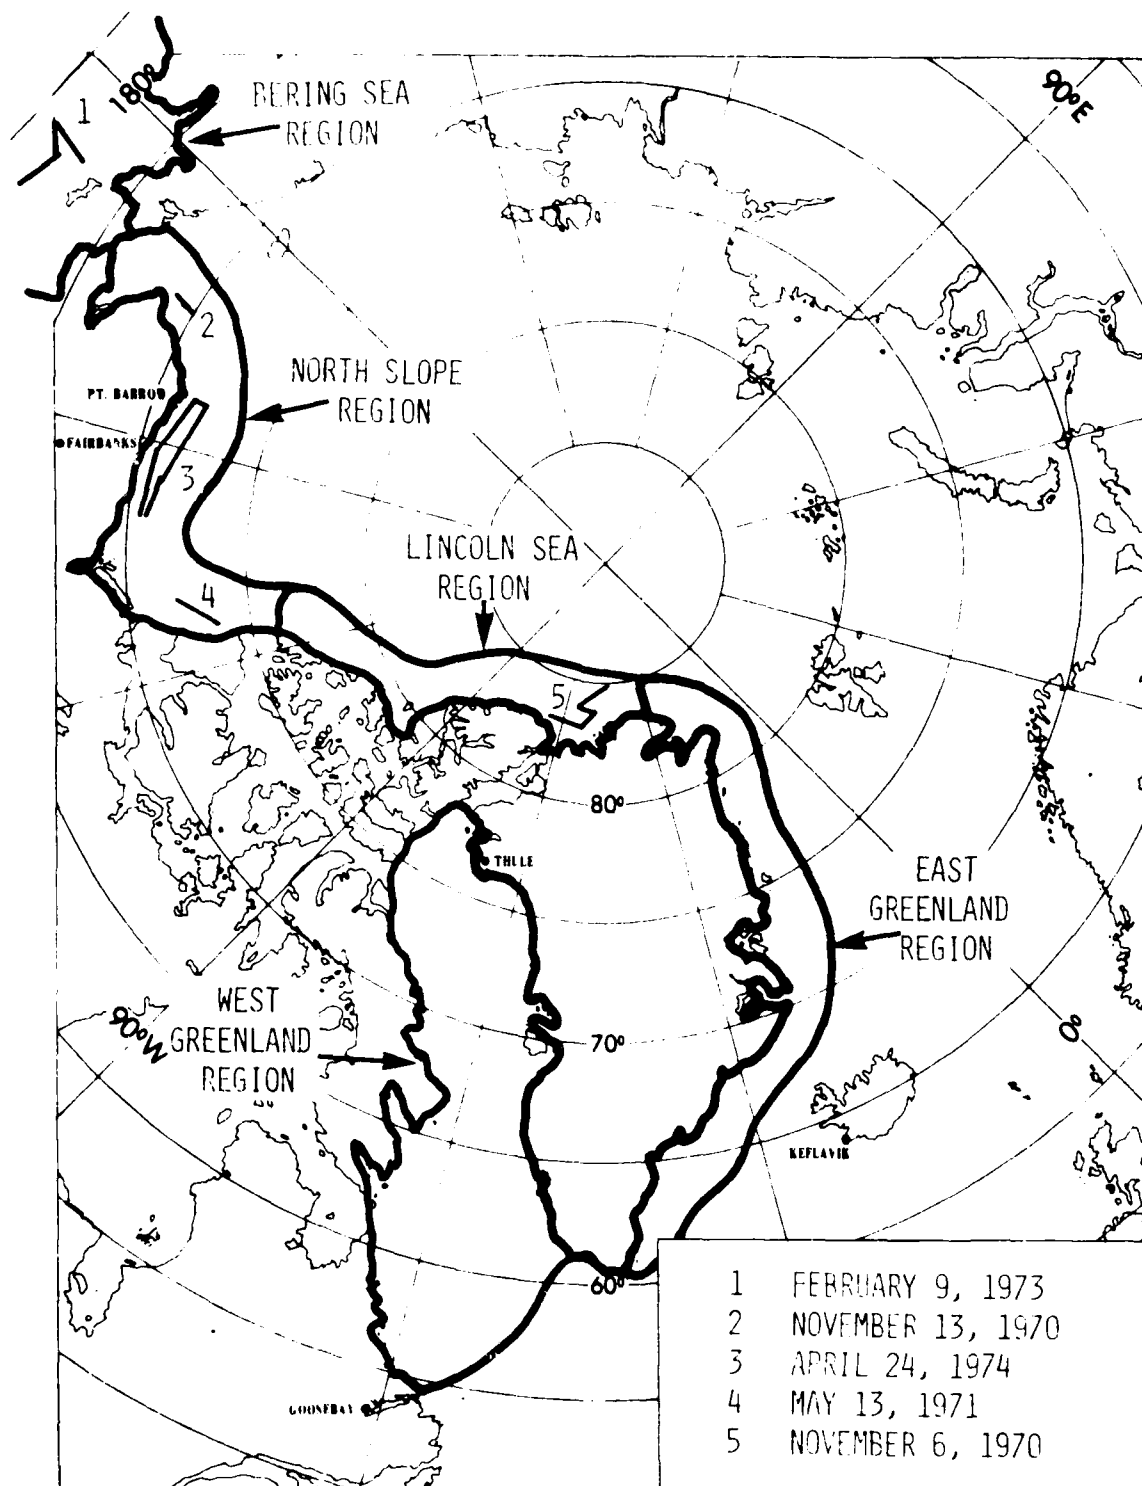 180°
90°E
1
BERING SEA
REGION
2
NORTH SLOPE
REGION
PT. BARROW
FAIRBANKS
3
LINCOLN SEA
REGION
4
5
80°
THULE
EAST
GREENLAND
REGION
WEST
GREENLAND
REGION
90°W
70°
0°
KEFLAVIK
60°
GOOSEBAY
1 FEBRUARY 9, 1973
2 NOVEMBER 13, 1970
3 APRIL 24, 1974
4 MAY 13, 1971
5 NOVEMBER 6, 1970